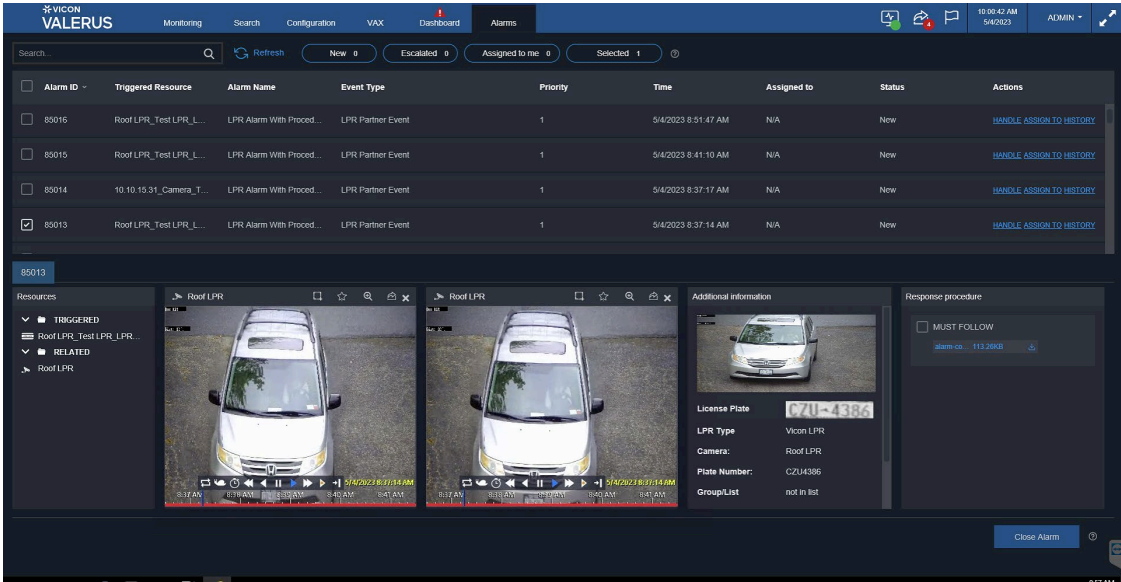 VICON
VALERUS
Monitoring
Search
Configuration
VAX
Dashboard
Alarms
4
10:00:42 AM
5/4/2023
ADMIN
Search...
Refresh
New 0
Escalated 0
Assigned to me 0
Selected 1
Alarm ID Triggered Resource Alarm Name Event Type Priority Time Assigned to Status Actions
85016 Roof LPR_Test LPR_L... LPR Alarm With Proced... LPR Partner Event 1 5/4/2023 8:51:47 AM N/A New HANDLE ASSIGN TO HISTORY
85015 Roof LPR_Test LPR_L... LPR Alarm With Proced... LPR Partner Event 1 5/4/2023 8:41:10 AM N/A New HANDLE ASSIGN TO HISTORY
85014 10.10.15.31_Camera_T... LPR Alarm With Proced... LPR Partner Event 1 5/4/2023 8:37:17 AM N/A New HANDLE ASSIGN TO HISTORY
85013 Roof LPR_Test LPR_L... LPR Alarm With Proced... LPR Partner Event 1 5/4/2023 8:37:14 AM N/A New HANDLE ASSIGN TO HISTORY
85013
Resources
TRIGGERED
Roof LPR_Test LPR_LPR...
RELATED
Roof LPR
Roof LPR
5/4/2023 8:37:14 AM
8:37 AM 8:38 AM 8:39 AM 8:40 AM 8:41 AM
Roof LPR
5/4/2023 8:37:14 AM
8:37 AM 8:38 AM 8:39 AM 8:40 AM 8:41 AM
Additional information
License Plate CZU-4386
LPR Type Vicon LPR
Camera: Roof LPR
Plate Number: CZU4386
Group/List not in list
Response procedure
MUST FOLLOW
alarm-co... 113.26KB
Close Alarm